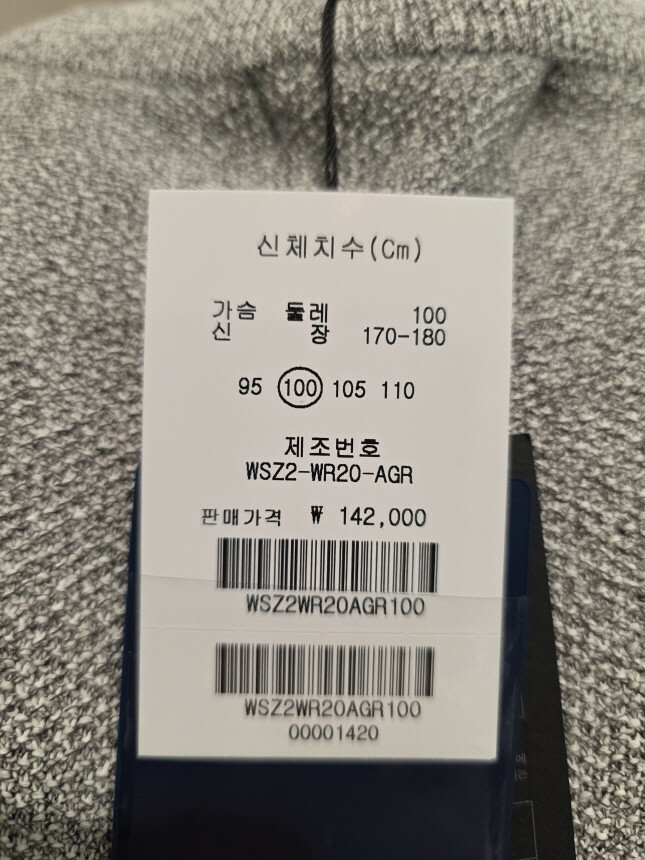 신체치수(Cm)
가슴 둘레 100
신 장 170-180
95 100 105 110
제조번호
WSZ2-WR20-AGR
판매가격 ₩ 142,000
WSZ2WR20AGR100
WSZ2WR20AGR100
00001420